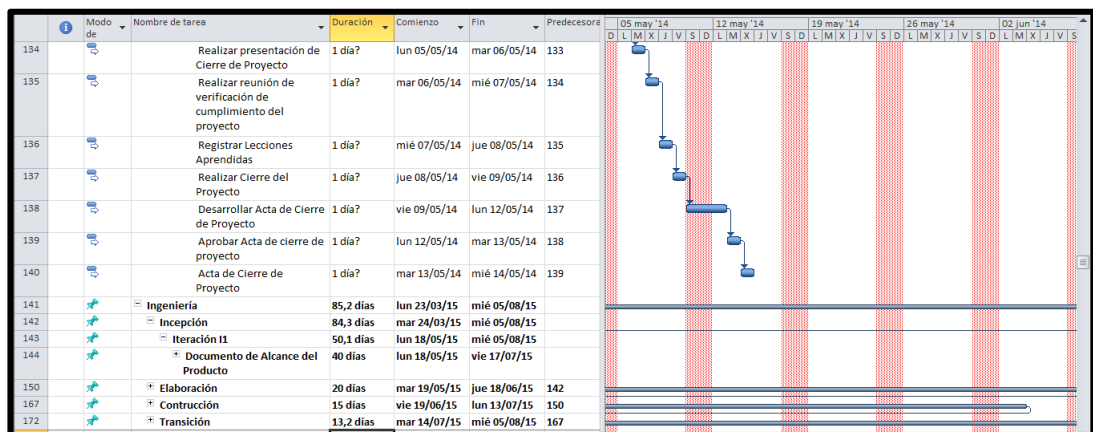 Modo de Nombre de tarea Duración Comienzo Fin Predecesora
05 may '14 12 may '14 19 may '14 26 may '14 02 jun '14
D L M X J V S D L M X J V S D L M X J V S D L M X J V S D L M X J V S
134 Realizar presentación de Cierre de Proyecto 1 día? lun 05/05/14 mar 06/05/14 133
135 Realizar reunión de verificación de cumplimiento del proyecto 1 día? mar 06/05/14 mié 07/05/14 134
136 Registrar Lecciones Aprendidas 1 día? mié 07/05/14 jue 08/05/14 135
137 Realizar Cierre del Proyecto 1 día? jue 08/05/14 vie 09/05/14 136
138 Desarrollar Acta de Cierre de Proyecto 1 día? vie 09/05/14 lun 12/05/14 137
139 Aprobar Acta de cierre de proyecto 1 día? lun 12/05/14 mar 13/05/14 138
140 Acta de Cierre de Proyecto 1 día? mar 13/05/14 mié 14/05/14 139
141 Ingeniería 85,2 días lun 23/03/15 mié 05/08/15
142 Incepción 84,3 días mar 24/03/15 mié 05/08/15
143 Iteración I1 50,1 días lun 18/05/15 mié 05/08/15
144 Documento de Alcance del Producto 40 días lun 18/05/15 vie 17/07/15
150 Elaboración 20 días mar 19/05/15 jue 18/06/15 142
167 Contrucción 15 días vie 19/06/15 lun 13/07/15 150
172 Transición 13,2 días mar 14/07/15 mié 05/08/15 167